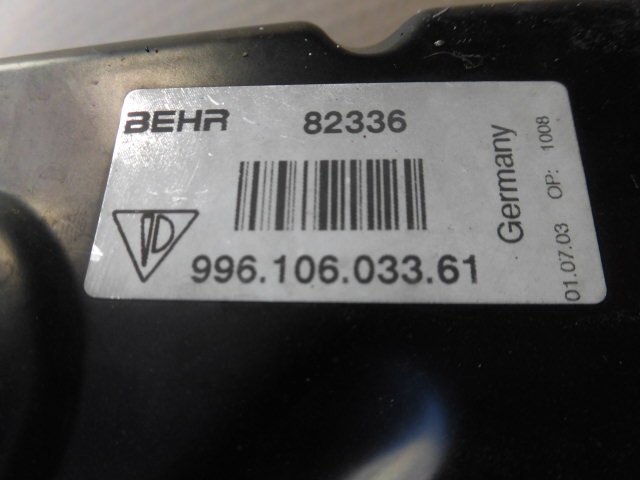 BEHR 82336
996.106.033.61
Germany
01.07.03 OP: 1008